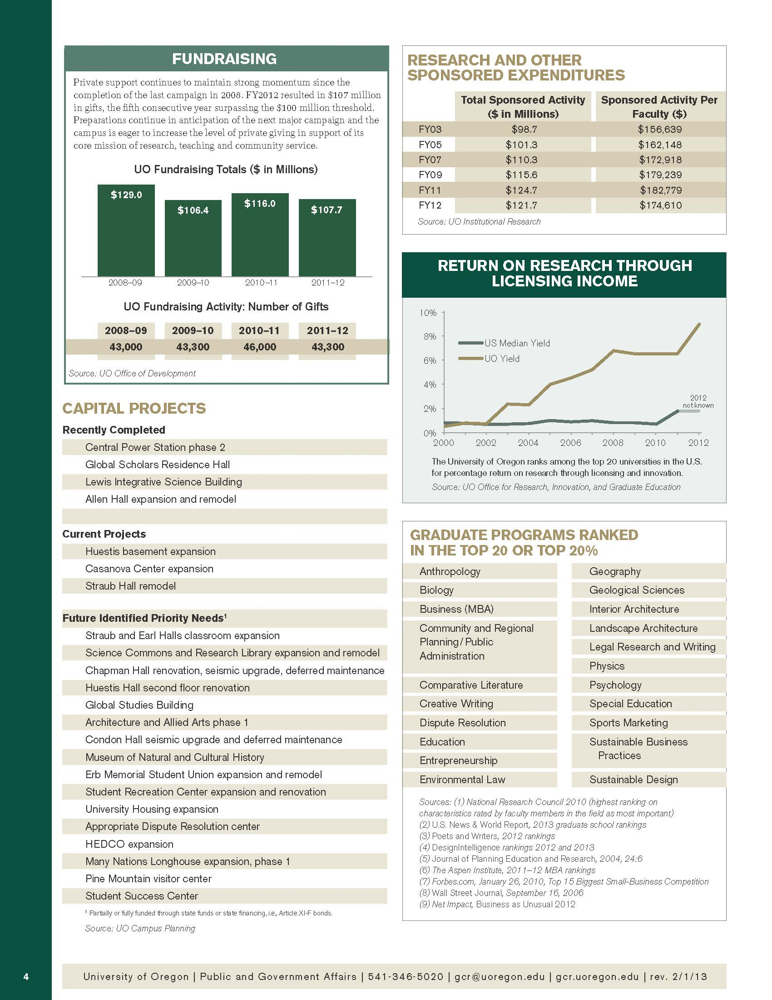 FUNDRAISING
Private support continues to maintain strong momentum since the
completion of the last campaign in 2008. FY2012 resulted in $107 million
in gifts, the fifth consecutive year surpassing the $100 million threshold.
Preparations continue in anticipation of the next major campaign and the
campus is eager to increase the level of private giving in support of its
core mission of research, teaching and community service.
UO Fundraising Totals ($ in Millions)
$129.0 $106.4 $116.0 $107.7
2008–09 2009–10 2010–11 2011–12
UO Fundraising Activity: Number of Gifts
2008–09 2009–10 2010–11 2011–12
43,000 43,300 46,000 43,300
Source: UO Office of Development
CAPITAL PROJECTS
Recently Completed
Central Power Station phase 2
Global Scholars Residence Hall
Lewis Integrative Science Building
Allen Hall expansion and remodel
Current Projects
Huestis basement expansion
Casanova Center expansion
Straub Hall remodel
Future Identified Priority Needs¹
Straub and Earl Halls classroom expansion
Science Commons and Research Library expansion and remodel
Chapman Hall renovation, seismic upgrade, deferred maintenance
Huestis Hall second floor renovation
Global Studies Building
Architecture and Allied Arts phase 1
Condon Hall seismic upgrade and deferred maintenance
Museum of Natural and Cultural History
Erb Memorial Student Union expansion and remodel
Student Recreation Center expansion and renovation
University Housing expansion
Appropriate Dispute Resolution center
HEDCO expansion
Many Nations Longhouse expansion, phase 1
Pine Mountain visitor center
Student Success Center
¹ Partially or fully funded through state funds or state financing, i.e., Article XI-F bonds.
Source: UO Campus Planning
RESEARCH AND OTHER
SPONSORED EXPENDITURES
Total Sponsored Activity Sponsored Activity Per
($ in Millions) Faculty ($)
FY03 $98.7 $156,639
FY05 $101.3 $162,148
FY07 $110.3 $172,918
FY09 $115.6 $179,239
FY11 $124.7 $182,779
FY12 $121.7 $174,610
Source: UO Institutional Research
RETURN ON RESEARCH THROUGH
LICENSING INCOME
10%
8%
US Median Yield
6%
UO Yield
4%
2012
not known
2%
0%
2000 2002 2004 2006 2008 2010 2012
The University of Oregon ranks among the top 20 universities in the U.S.
for percentage return on research through licensing and innovation.
Source: UO Office for Research, Innovation, and Graduate Education
GRADUATE PROGRAMS RANKED
IN THE TOP 20 OR TOP 20%
Anthropology
Biology
Business (MBA)
Community and Regional
Planning/Public
Administration
Comparative Literature
Creative Writing
Dispute Resolution
Education
Entrepreneurship
Environmental Law
Geography
Geological Sciences
Interior Architecture
Landscape Architecture
Legal Research and Writing
Physics
Psychology
Special Education
Sports Marketing
Sustainable Business
Practices
Sustainable Design
Sources: (1) National Research Council 2010 (highest ranking on
characteristics rated by faculty members in the field as most important)
(2) U.S. News & World Report, 2013 graduate school rankings
(3) Poets and Writers, 2012 rankings
(4) DesignIntelligence rankings 2012 and 2013
(5) Journal of Planning Education and Research, 2004, 24:6
(6) The Aspen Institute, 2011–12 MBA rankings
(7) Forbes.com, January 26, 2010, Top 15 Biggest Small-Business Competition
(8) Wall Street Journal, September 16, 2006
(9) Net Impact, Business as Unusual 2012
4
University of Oregon | Public and Government Affairs | 541-346-5020 | gcr@uoregon.edu | gcr.uoregon.edu | rev. 2/1/13